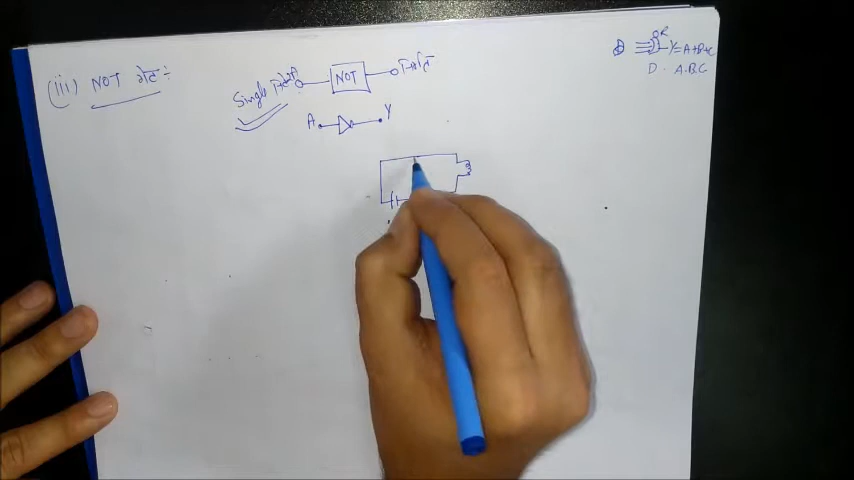 (iii) NOT गेट ÷
Single निवेशी NOT निर्गत
A Y
OR Y=A+B+C
D. A.B.C